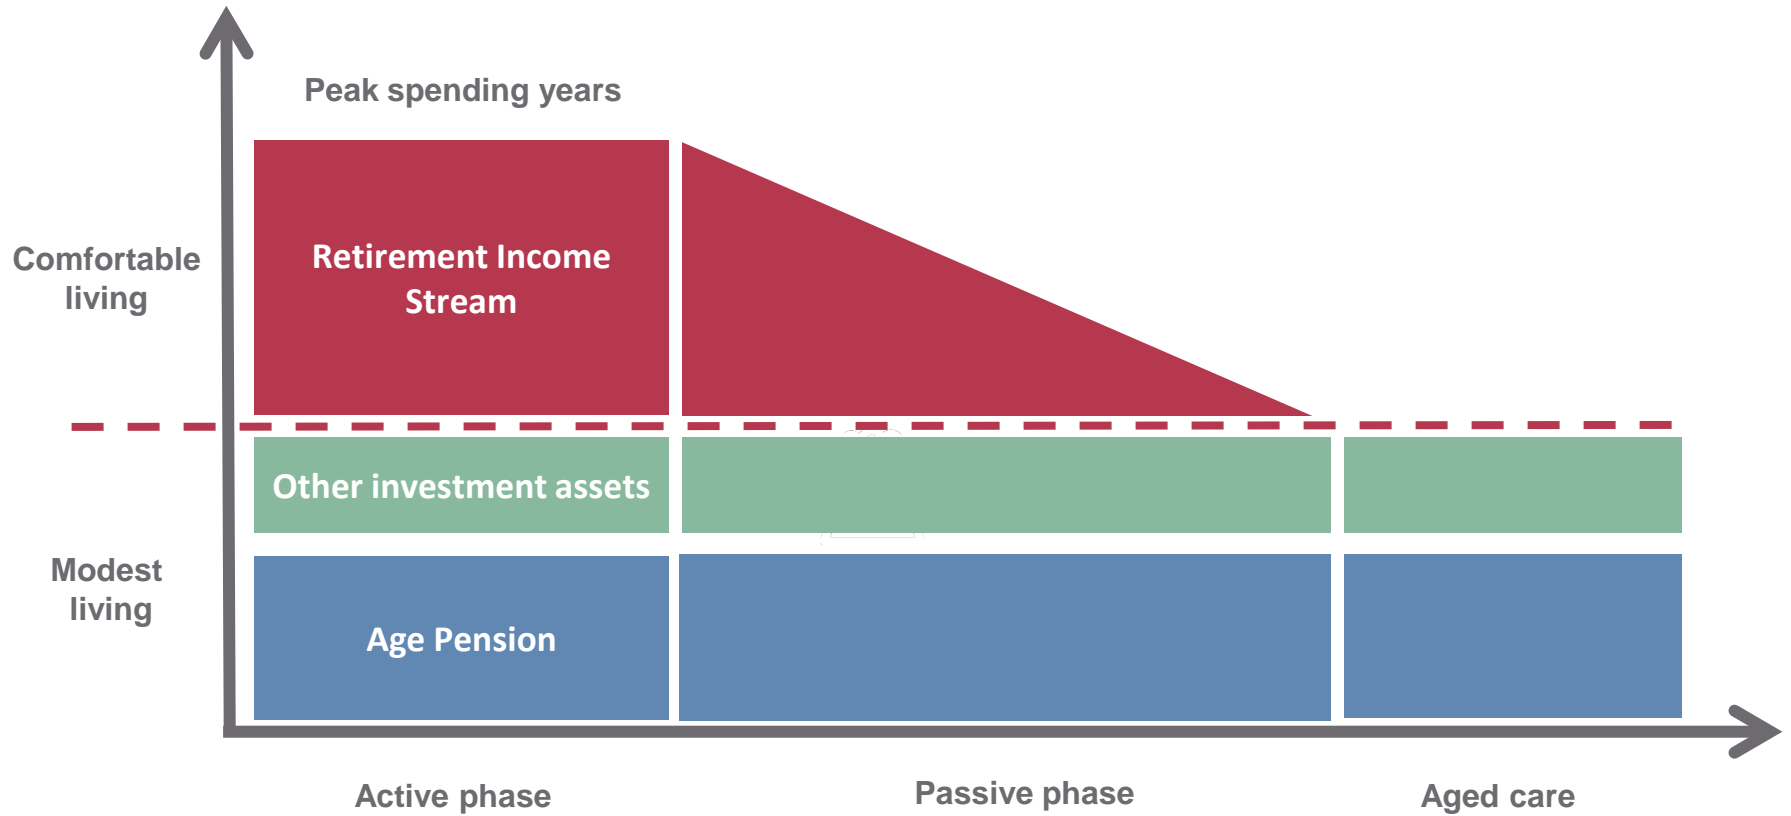 Peak spending years
Comfortable
living
Retirement Income
Stream
Other investment assets
Modest
living
Age Pension
Active phase
Passive phase
Aged care